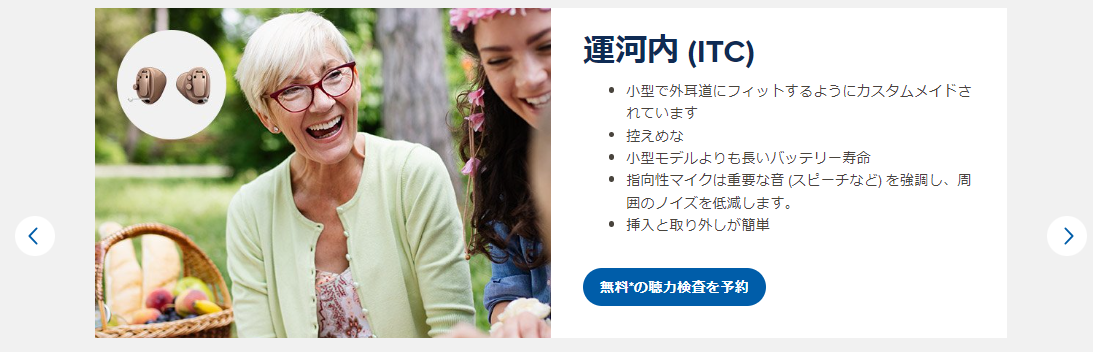 運河内 (ITC)
小型で外耳道にフィットするようにカスタムメイドさ
れています
控えめな
小型モデルよりも長いバッテリー寿命
指向性マイクは重要な音 (スピーチなど) を強調し、周
囲のノイズを低減します。
挿入と取り外しが簡単
無料*の聴力検査を予約